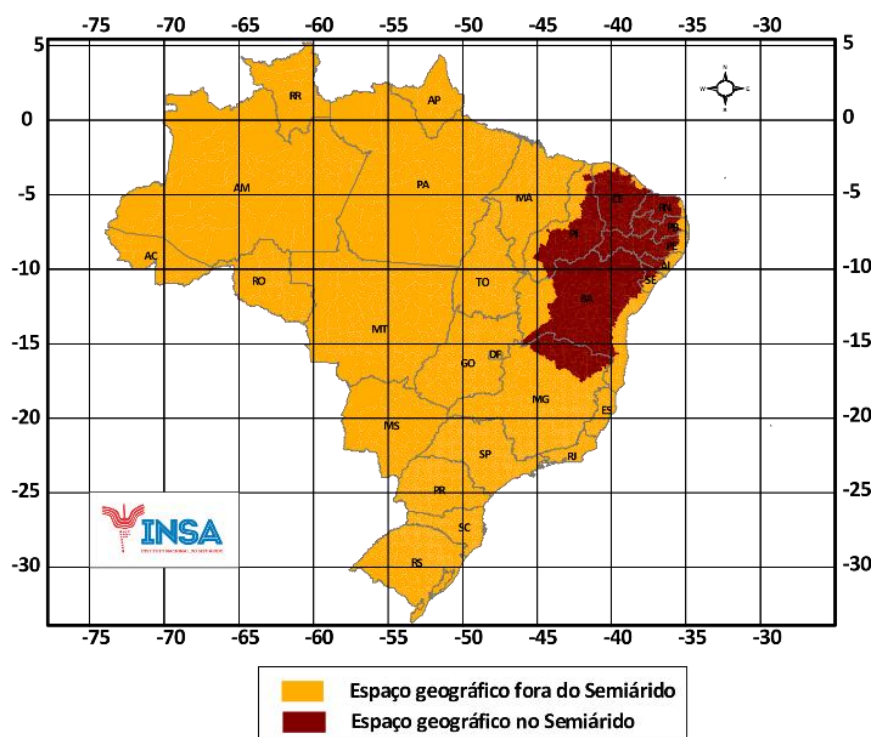 -75 -70 -65 -60 -55 -50 -45 -40 -35 -30
5 5
N
W E
RR AP
0 0
AM PA MA CE
-5 -5
RN
PI PB
PE
AC AL
-10 -10
RO TO SE
BA
MT
-15 -15
GO DF
MG
ES
-20 -20
MS
SP RJ
PR
-25 -25
INSA
SC
-30 -30
RS
-75 -70 -65 -60 -55 -50 -45 -40 -35 -30
Espaço geográfico fora do Semiárido
Espaço geográfico no Semiárido